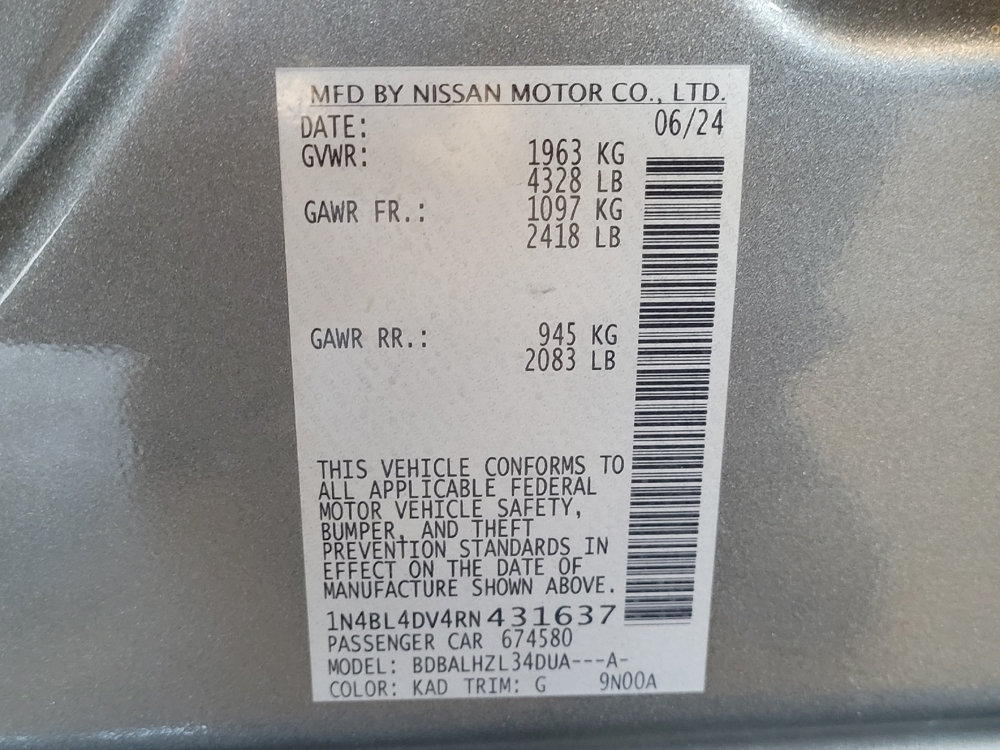 MFD BY NISSAN MOTOR CO., LTD.
DATE: 06/24
GVWR: 1963 KG
4328 LB
GAWR FR.: 1097 KG
2418 LB
GAWR RR.: 945 KG
2083 LB
THIS VEHICLE CONFORMS TO
ALL APPLICABLE FEDERAL
MOTOR VEHICLE SAFETY,
BUMPER, AND THEFT
PREVENTION STANDARDS IN
EFFECT ON THE DATE OF
MANUFACTURE SHOWN ABOVE.
1N4BL4DV4RN431637
PASSENGER CAR 674580
MODEL: BDBALHZL34DUA---A-
COLOR: KAD TRIM: G 9N00A